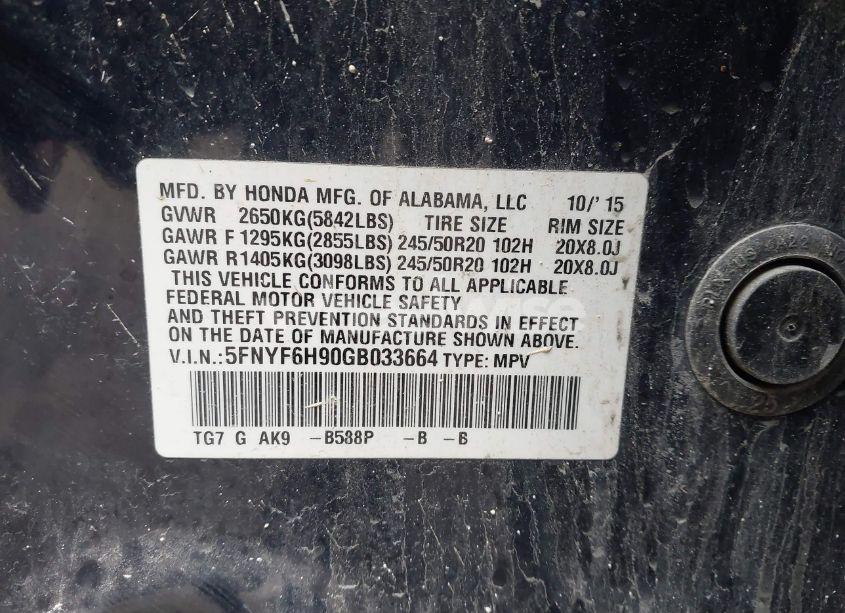 MFD. BY HONDA MFG. OF ALABAMA, LLC 10/'15
GVWR 2650KG(5842LBS) TIRE SIZE RIM SIZE
GAWR F 1295KG(2855LBS) 245/50R20 102H 20X8.0J
GAWR R1405KG(3098LBS) 245/50R20 102H 20X8.0J
THIS VEHICLE CONFORMS TO ALL APPLICABLE
FEDERAL MOTOR VEHICLE SAFETY
AND THEFT PREVENTION STANDARDS IN EFFECT
ON THE DATE OF MANUFACTURE SHOWN ABOVE.
V.I.N.:5FNYF6H90GB033664 TYPE: MPV
TG7 G AK9 -B588P -B -B